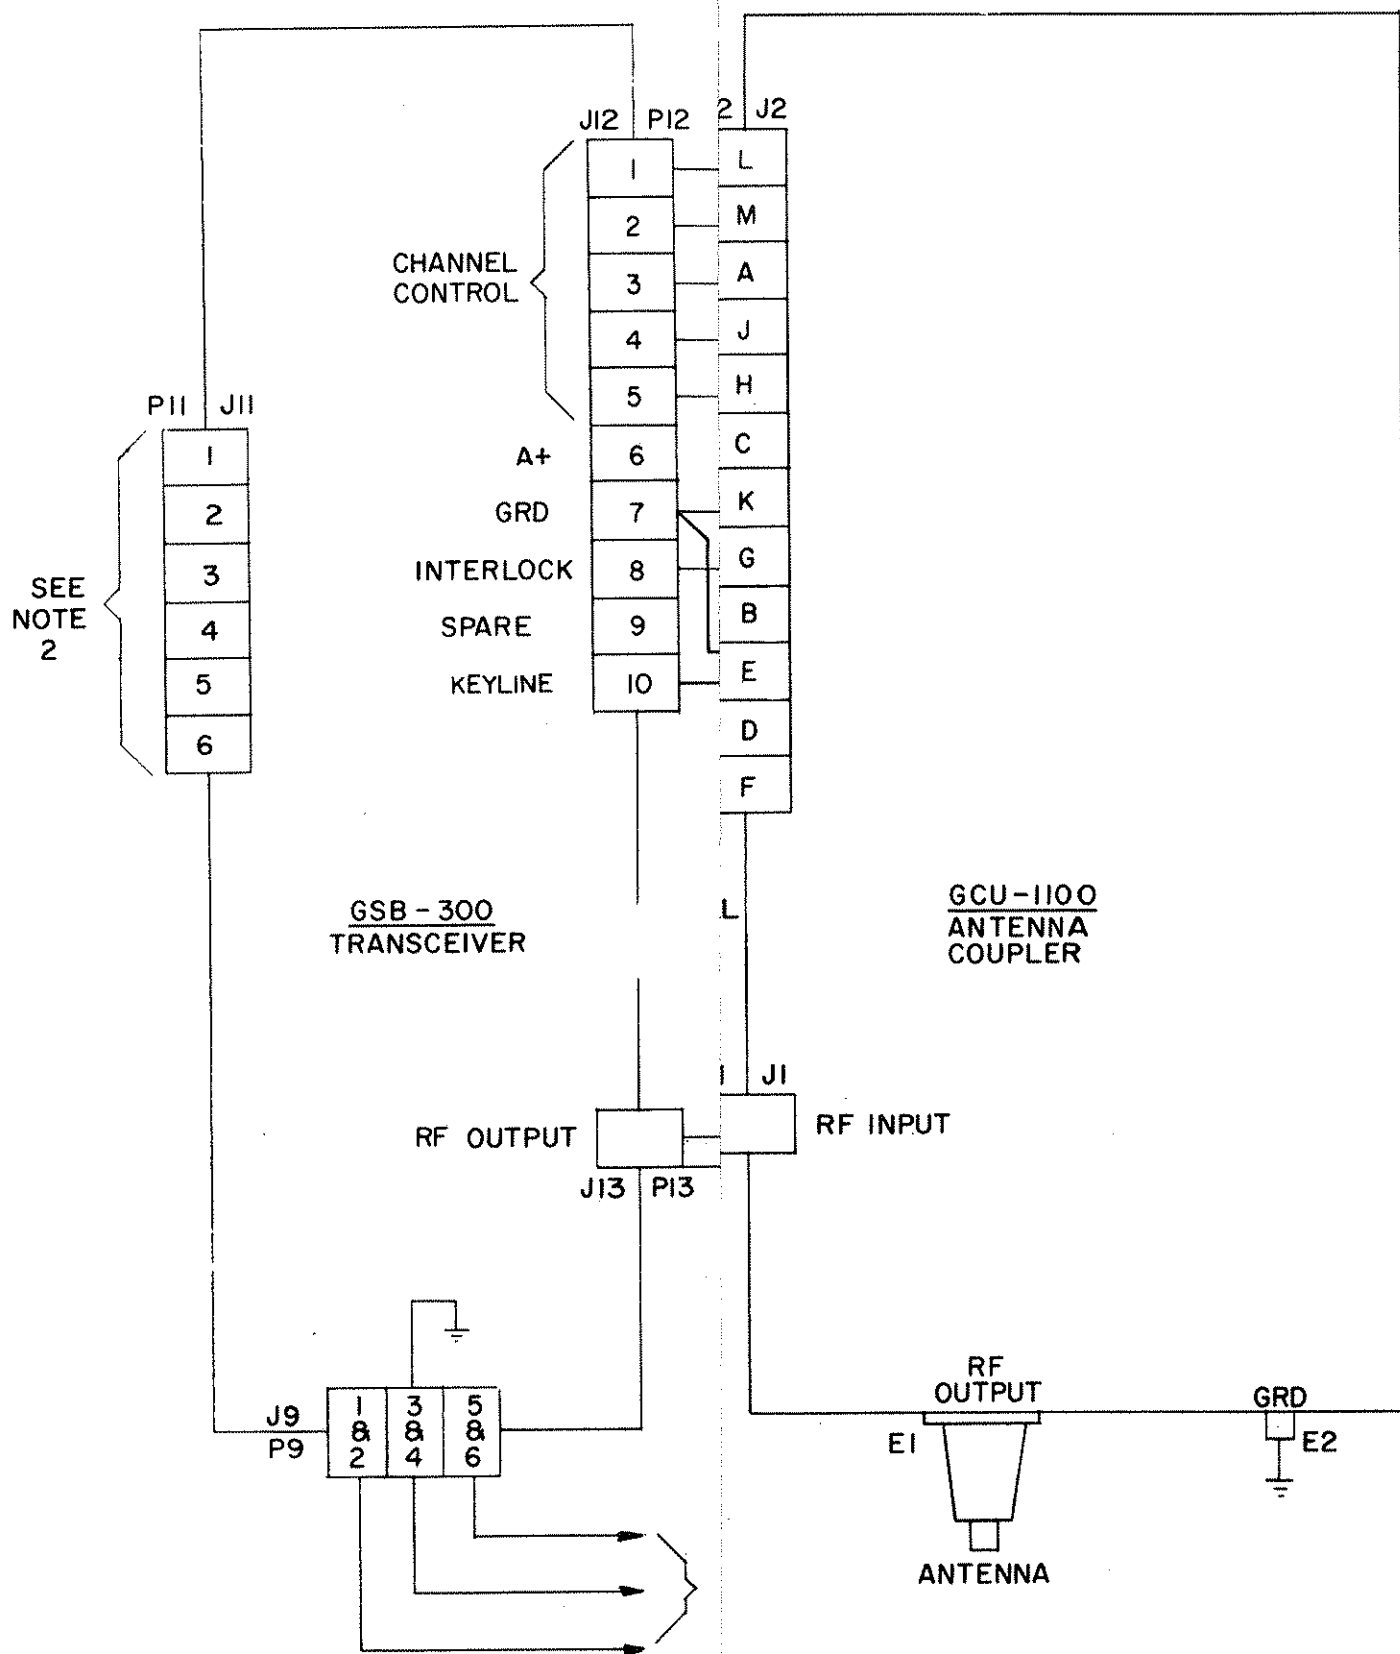 J12 P12
2 J2
1
2
3
4
5
6
7
8
9
10
L
M
A
J
H
C
K
G
B
E
D
F
CHANNEL
CONTROL
A+
GRD
INTERLOCK
SPARE
KEYLINE
P11 J11
1
2
3
4
5
6
SEE
NOTE
2
GSB-300
TRANSCEIVER
L
GCU-1100
ANTENNA
COUPLER
J1
RF OUTPUT
RF INPUT
J13 P13
J9
P9
1
&
2
3
&
4
5
&
6
RF
OUTPUT
GRD
E1
E2
ANTENNA